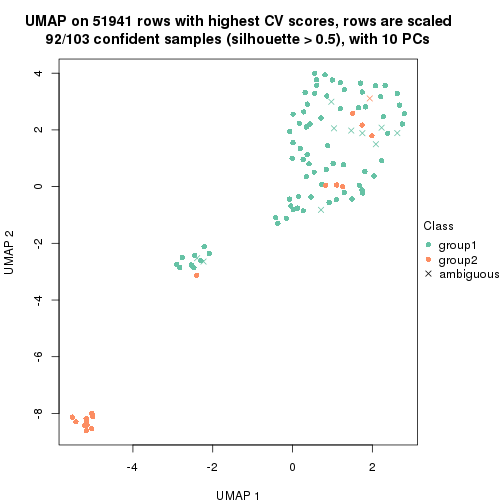 UMAP on 51941 rows with highest CV scores, rows are scaled
92/103 confident samples (silhouette > 0.5), with 10 PCs
4
2
0
-2
-4
-6
-8
UMAP 2
-4
-2
0
2
UMAP 1
Class
group1
group2
ambiguous